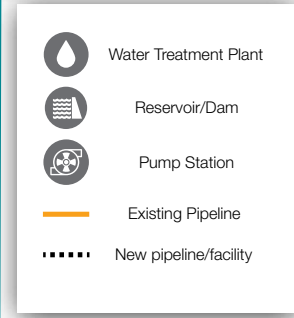 Water Treatment Plant
Reservoir/Dam
Pump Station
Existing Pipeline
New pipeline/facility